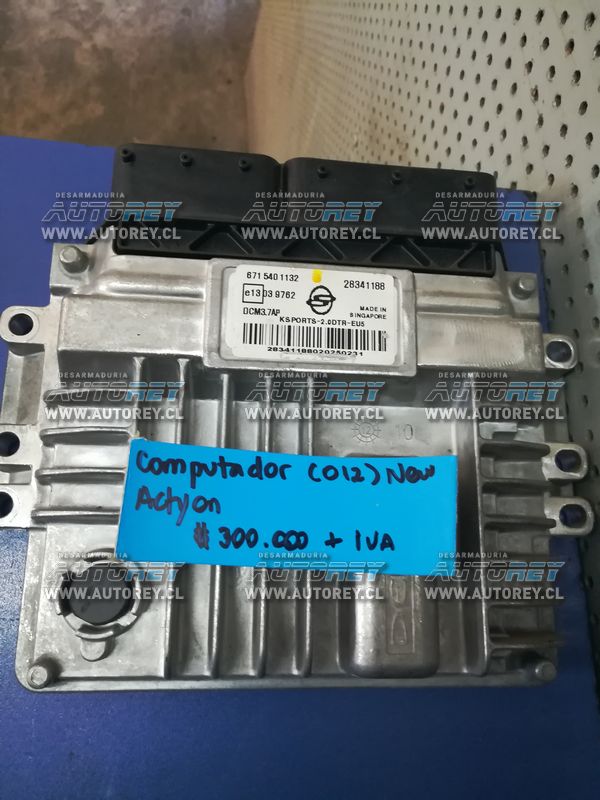 DESARMADURIA
AUTOREY
WWW.AUTOREY.CL
671 540 1132
28341188
e13 03 9762
DCM3.7AP
MADE IN
SINGAPORE
KSPORTS-2.0DTR-EU5
28341188020250231
10
Computador (012) New
Actyon
$ 300.000 + IVA